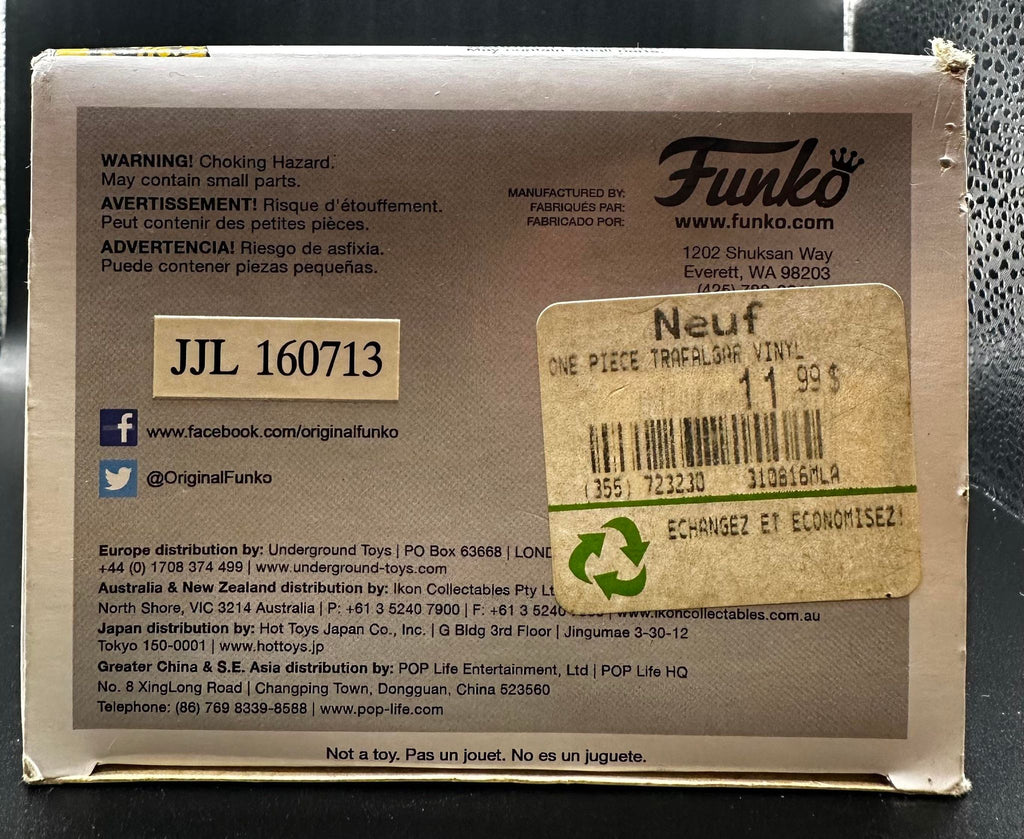 WARNING! Choking Hazard.
May contain small parts.
AVERTISSEMENT! Risque d'étouffement.
Peut contenir des petites pièces.
ADVERTENCIA! Riesgo de asfixia.
Puede contener piezas pequeñas.
MANUFACTURED BY:
FABRIQUÉS PAR:
FABRICADO POR:
Funko
www.funko.com
1202 Shuksan Way
Everett, WA 98203
JJL 160713
f www.facebook.com/originalfunko
@OriginalFunko
Neuf
ONE PIECE TRAFALGAR VINYL
11 99 $
(355) 723230 310816MLA
ECHANGEZ ET ECONOMISEZ!
Europe distribution by: Underground Toys | PO Box 63668 | LOND
+44 (0) 1708 374 499 | www.underground-toys.com
Australia & New Zealand distribution by: Ikon Collectables Pty Lt
North Shore, VIC 3214 Australia | P: +61 3 5240 7900 | F: +61 3 5240 www.ikoncollectables.com.au
Japan distribution by: Hot Toys Japan Co., Inc. | G Bldg 3rd Floor | Jingumae 3-30-12
Tokyo 150-0001 | www.hottoys.jp
Greater China & S.E. Asia distribution by: POP Life Entertainment, Ltd | POP Life HQ
No. 8 XingLong Road | Changping Town, Dongguan, China 523560
Telephone: (86) 769 8339-8588 | www.pop-life.com
Not a toy. Pas un jouet. No es un juguete.